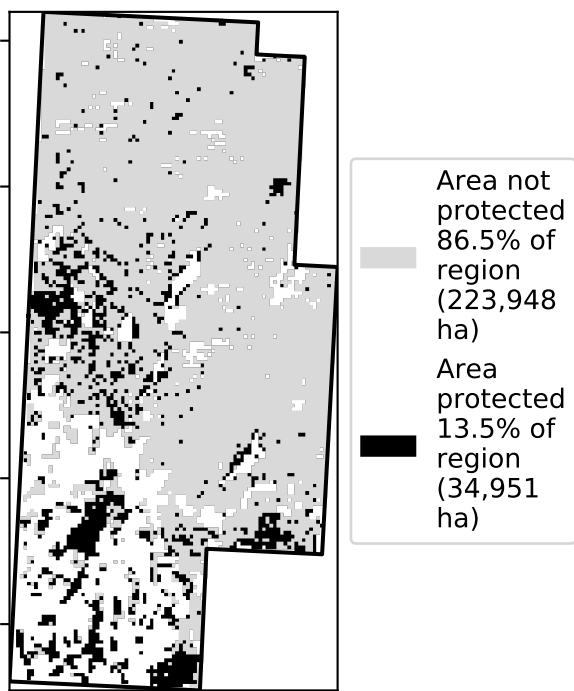 Area not
protected
86.5% of
region
(223,948
ha)
Area
protected
13.5% of
region
(34,951
ha)